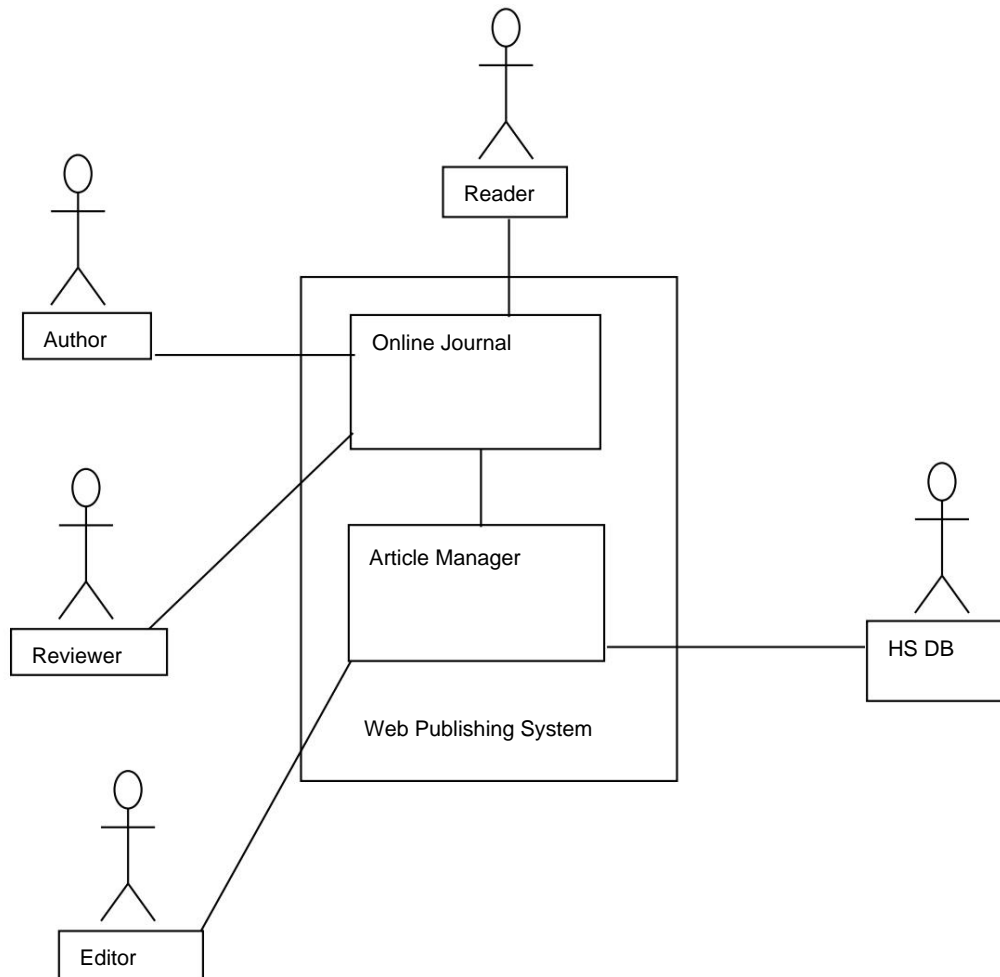 Reader
Author
Online Journal
Article Manager
Reviewer
HS DB
Web Publishing System
Editor